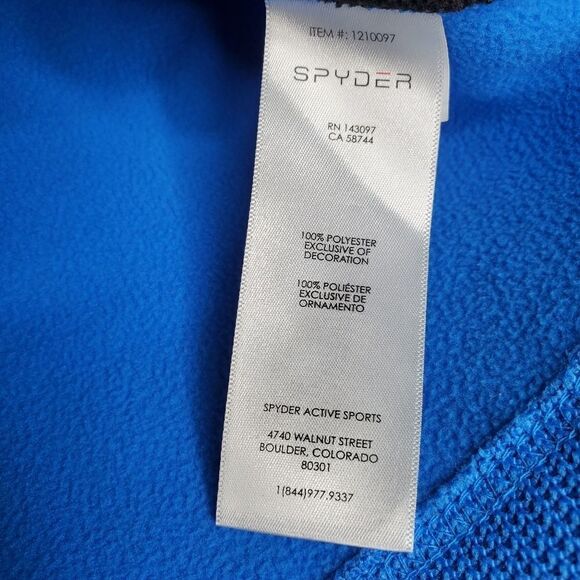 ITEM #: 1210097
SPYDER
RN 143097
CA 58744
100% POLYESTER
EXCLUSIVE OF
DECORATION
100% POLIÉSTER
EXCLUSIVE DE
ORNAMENTO
SPYDER ACTIVE SPORTS
4740 WALNUT STREET
BOULDER, COLORADO
80301
1(844)977.9337